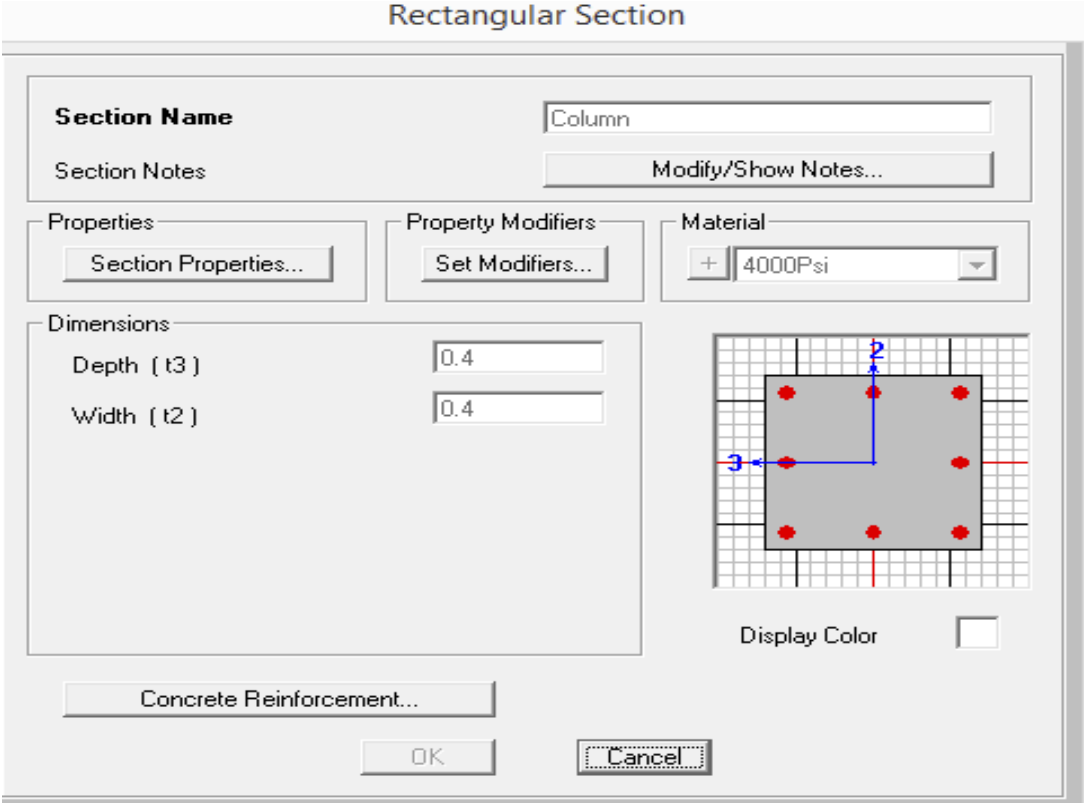 Rectangular Section
Section Name
Column
Section Notes
Modify/Show Notes...
Properties
Property Modifiers
Material
Section Properties...
Set Modifiers...
+
4000Psi
Dimensions
Depth ( t3 )
0.4
Width ( t2 )
0.4
2
3
Display Color
Concrete Reinforcement...
OK
Cancel